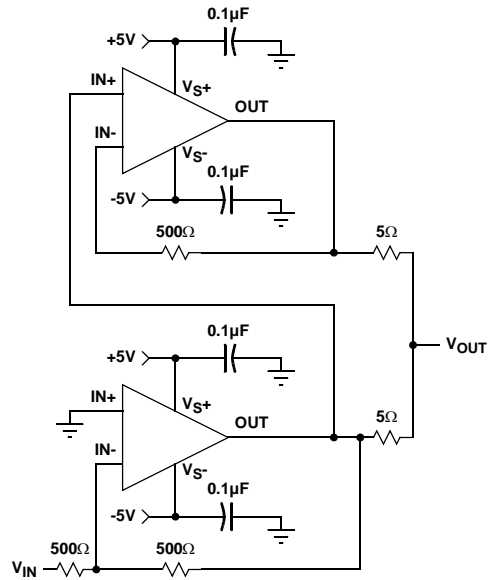 0.1µF
+5V
IN+
VS+
OUT
IN-
VS-
-5V
0.1µF
500Ω
5Ω
0.1µF
+5V
VOUT
IN+
VS+
5Ω
OUT
IN-
VS-
0.1µF
-5V
500Ω
500Ω
VIN